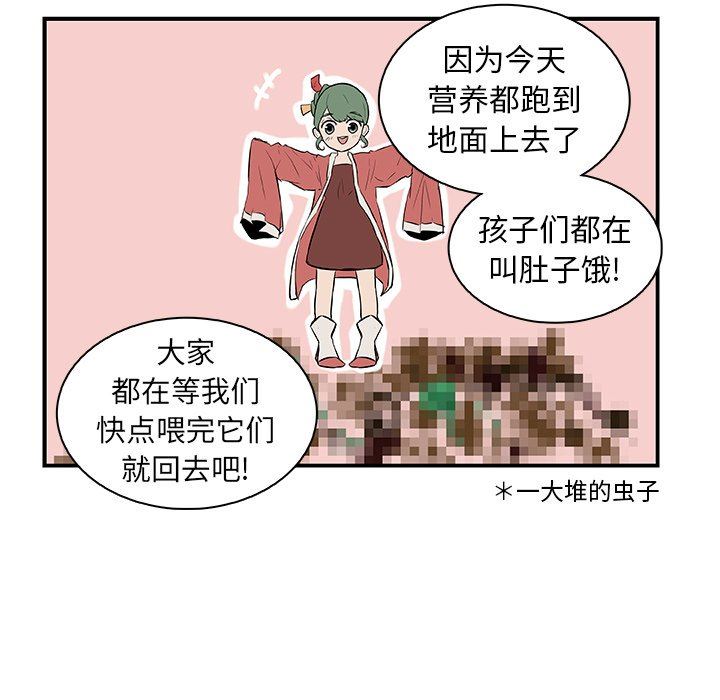 因为今天
营养都跑到
地面上去了
孩子们都在
叫肚子饿!
大家
都在等我们
快点喂完它们
就回去吧!
＊一大堆的虫子